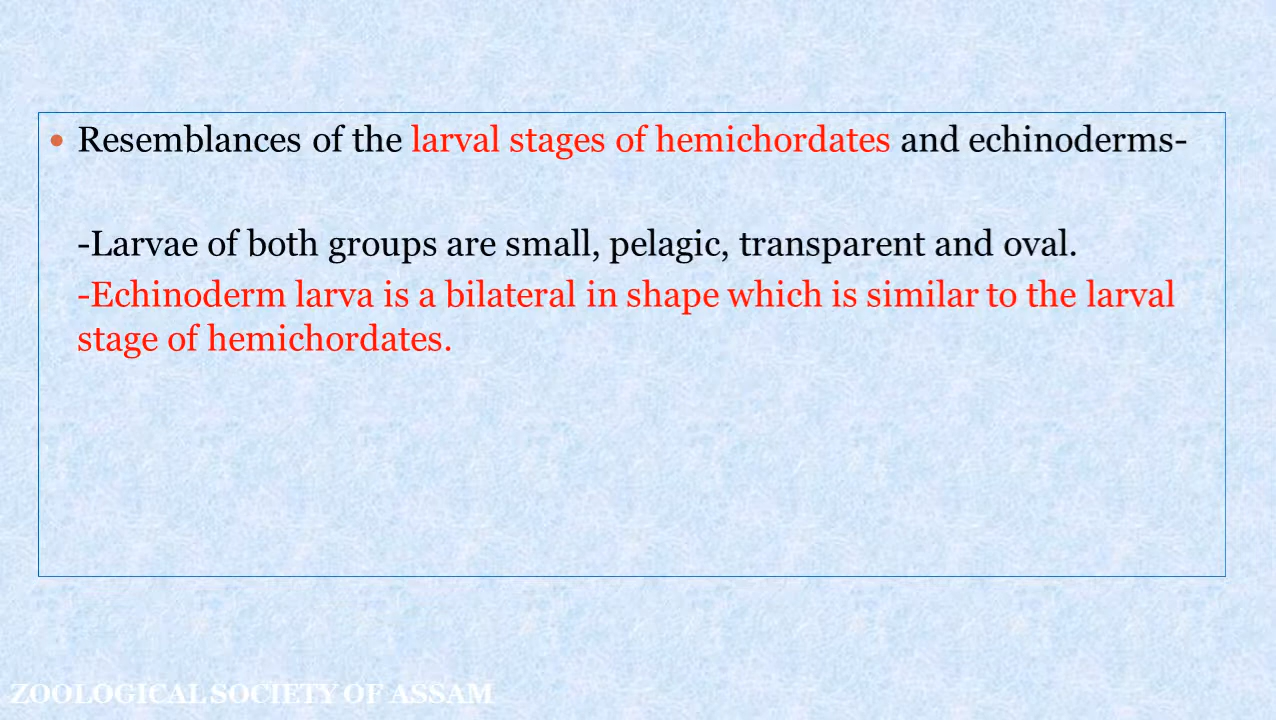 Resemblances of the larval stages of hemichordates and echinoderms-
-Larvae of both groups are small, pelagic, transparent and oval.
-Echinoderm larva is a bilateral in shape which is similar to the larval
stage of hemichordates.
ZOOLOGICAL SOCIETY OF ASSAM